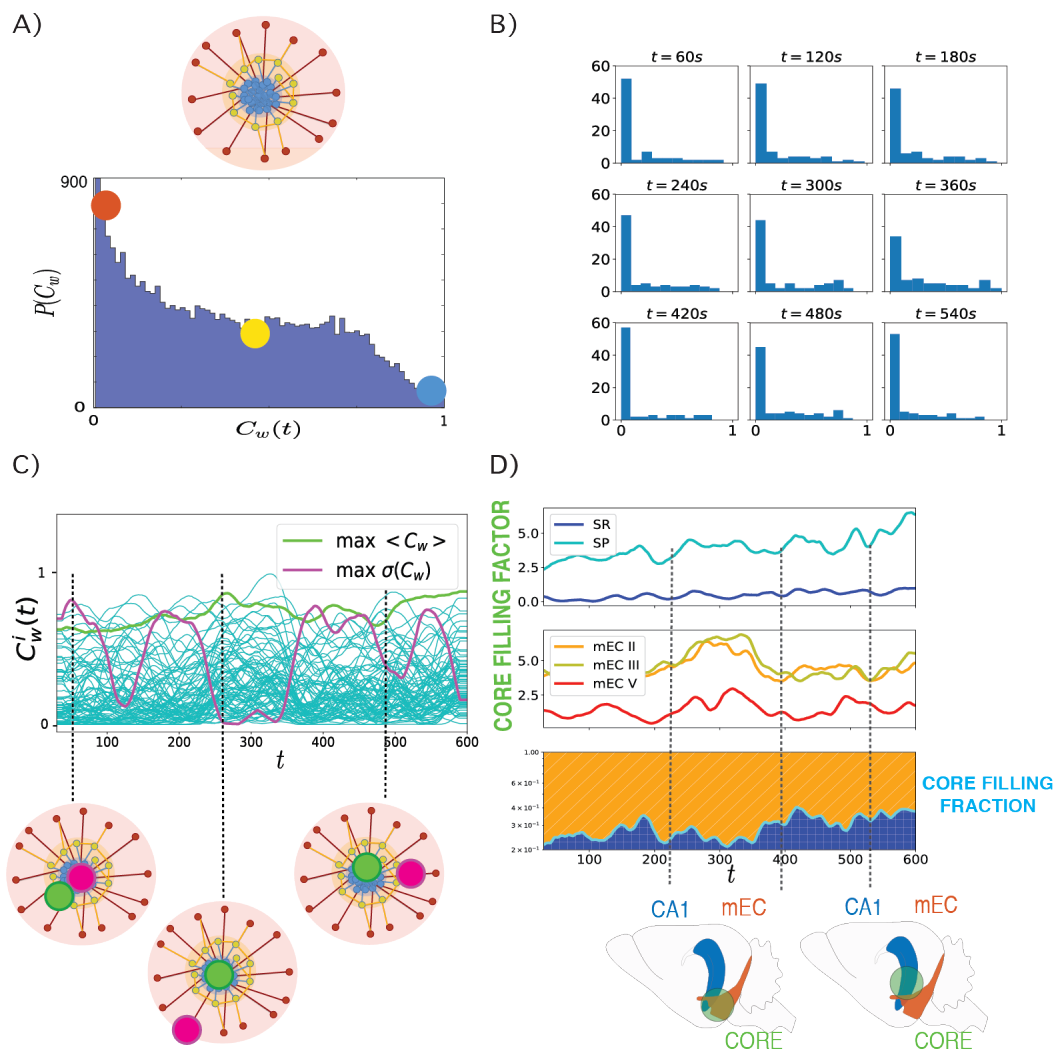 A)
900
P(C_w)
0
0
1
C_w(t)
B)
t = 60s
t = 120s
t = 180s
60
40
20
0
t = 240s
t = 300s
t = 360s
60
40
20
0
t = 420s
t = 480s
t = 540s
60
40
20
0
0 1
0 1
0 1
C)
max <C_w>
max σ(C_w)
1
C_w^i(t)
0
100 200 300 400 500 600
t
D)
CORE FILLING FACTOR
SR
SP
5.0
2.5
0.0
mEC II
mEC III
mEC V
5.0
2.5
1.00
6 × 10⁻¹
4 × 10⁻¹
3 × 10⁻¹
2 × 10⁻¹
CORE FILLING
FRACTION
100 200 300 400 500 600
t
CA1 mEC
CORE
CA1 mEC
CORE